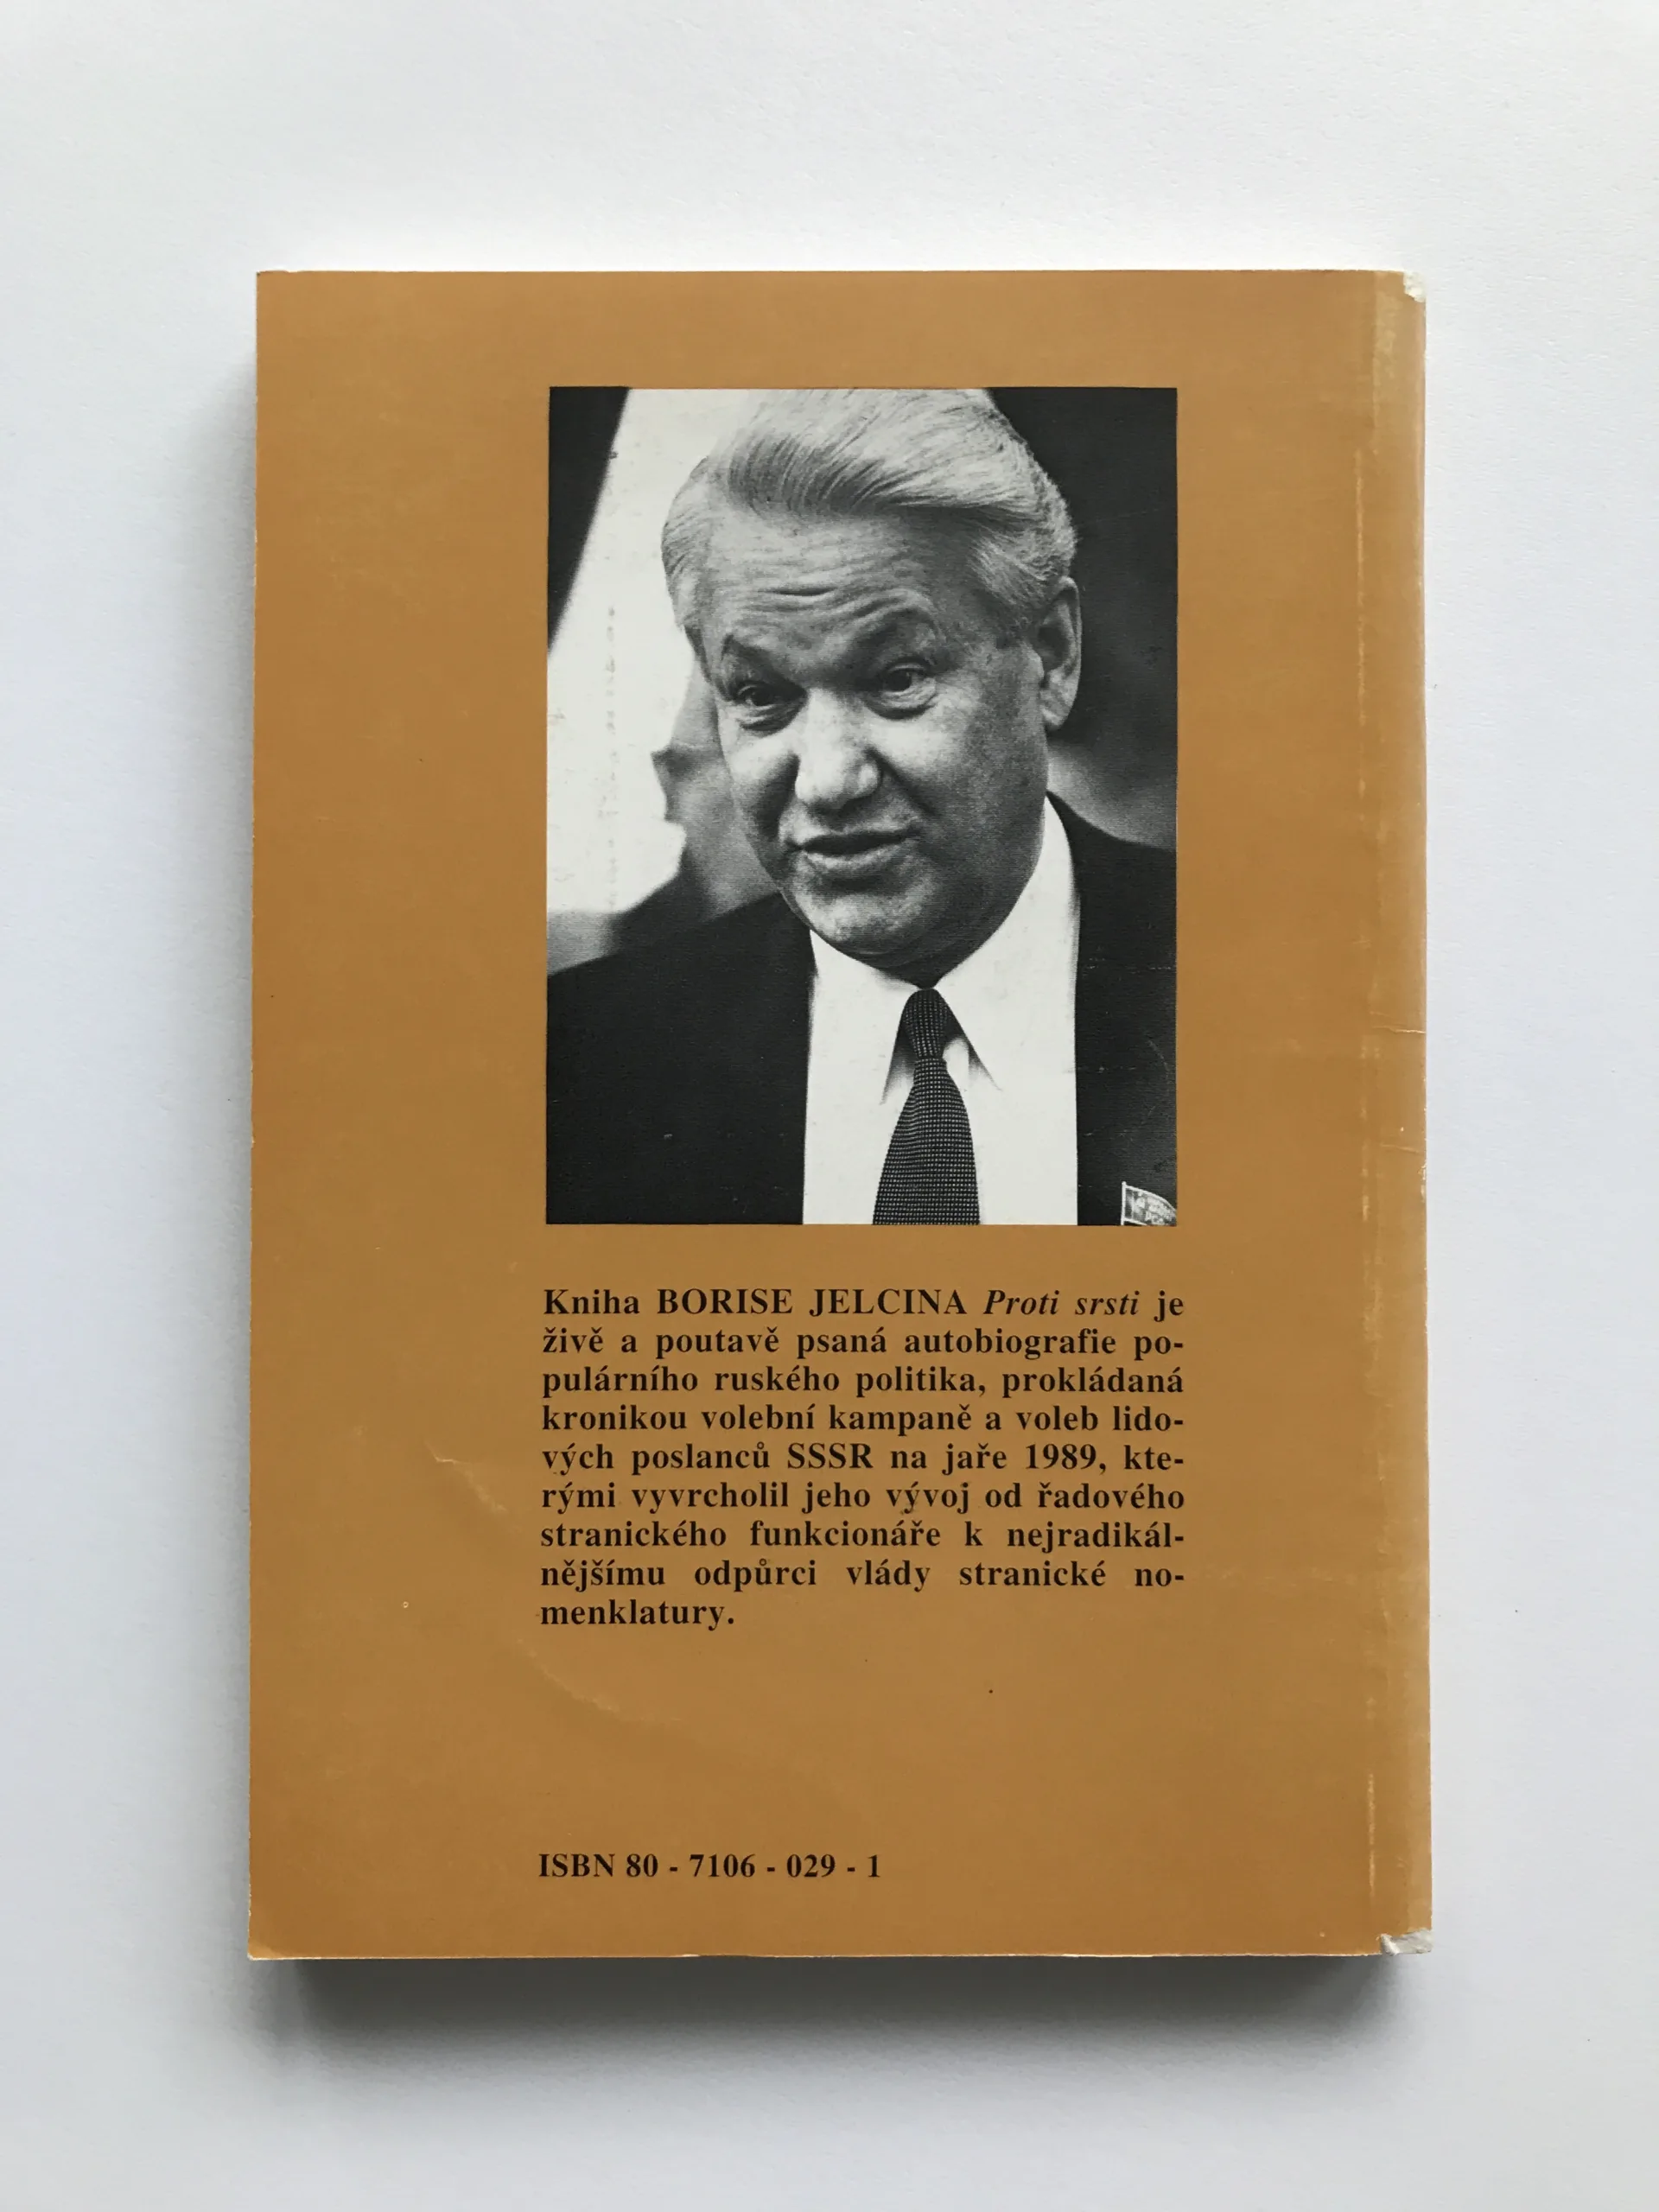 Kniha BORISE JELCINA Proti srsti je
živě a poutavě psaná autobiografie po-
pulárního ruského politika, prokládaná
kronikou volební kampaně a voleb lido-
vých poslanců SSSR na jaře 1989, kte-
rými vyvrcholil jeho vývoj od řadového
stranického funkcionáře k nejradikál-
nějšímu odpůrci vlády stranické no-
menklatury.
ISBN 80 - 7106 - 029 - 1